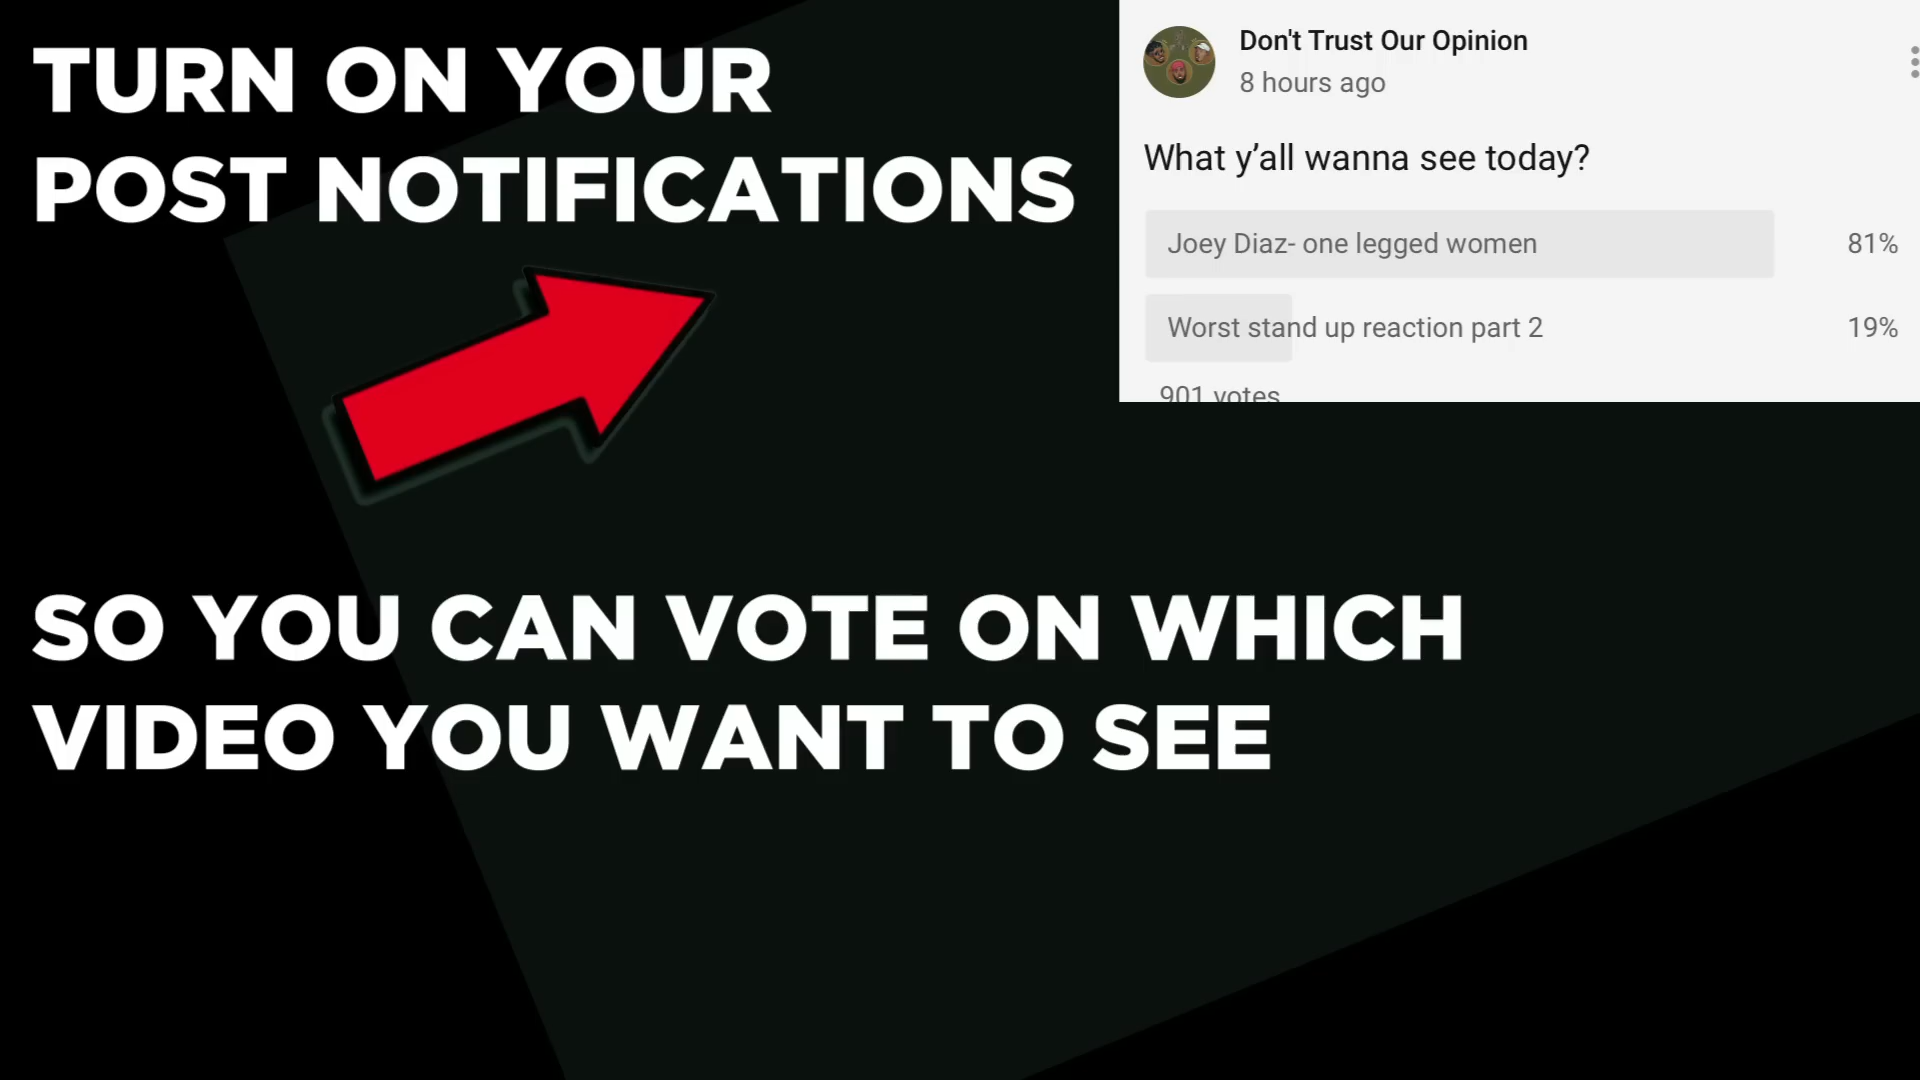 TURN ON YOUR
POST NOTIFICATIONS
Don't Trust Our Opinion
8 hours ago
What y’all wanna see today?
Joey Diaz- one legged women 81%
Worst stand up reaction part 2 19%
901 votes
SO YOU CAN VOTE ON WHICH
VIDEO YOU WANT TO SEE